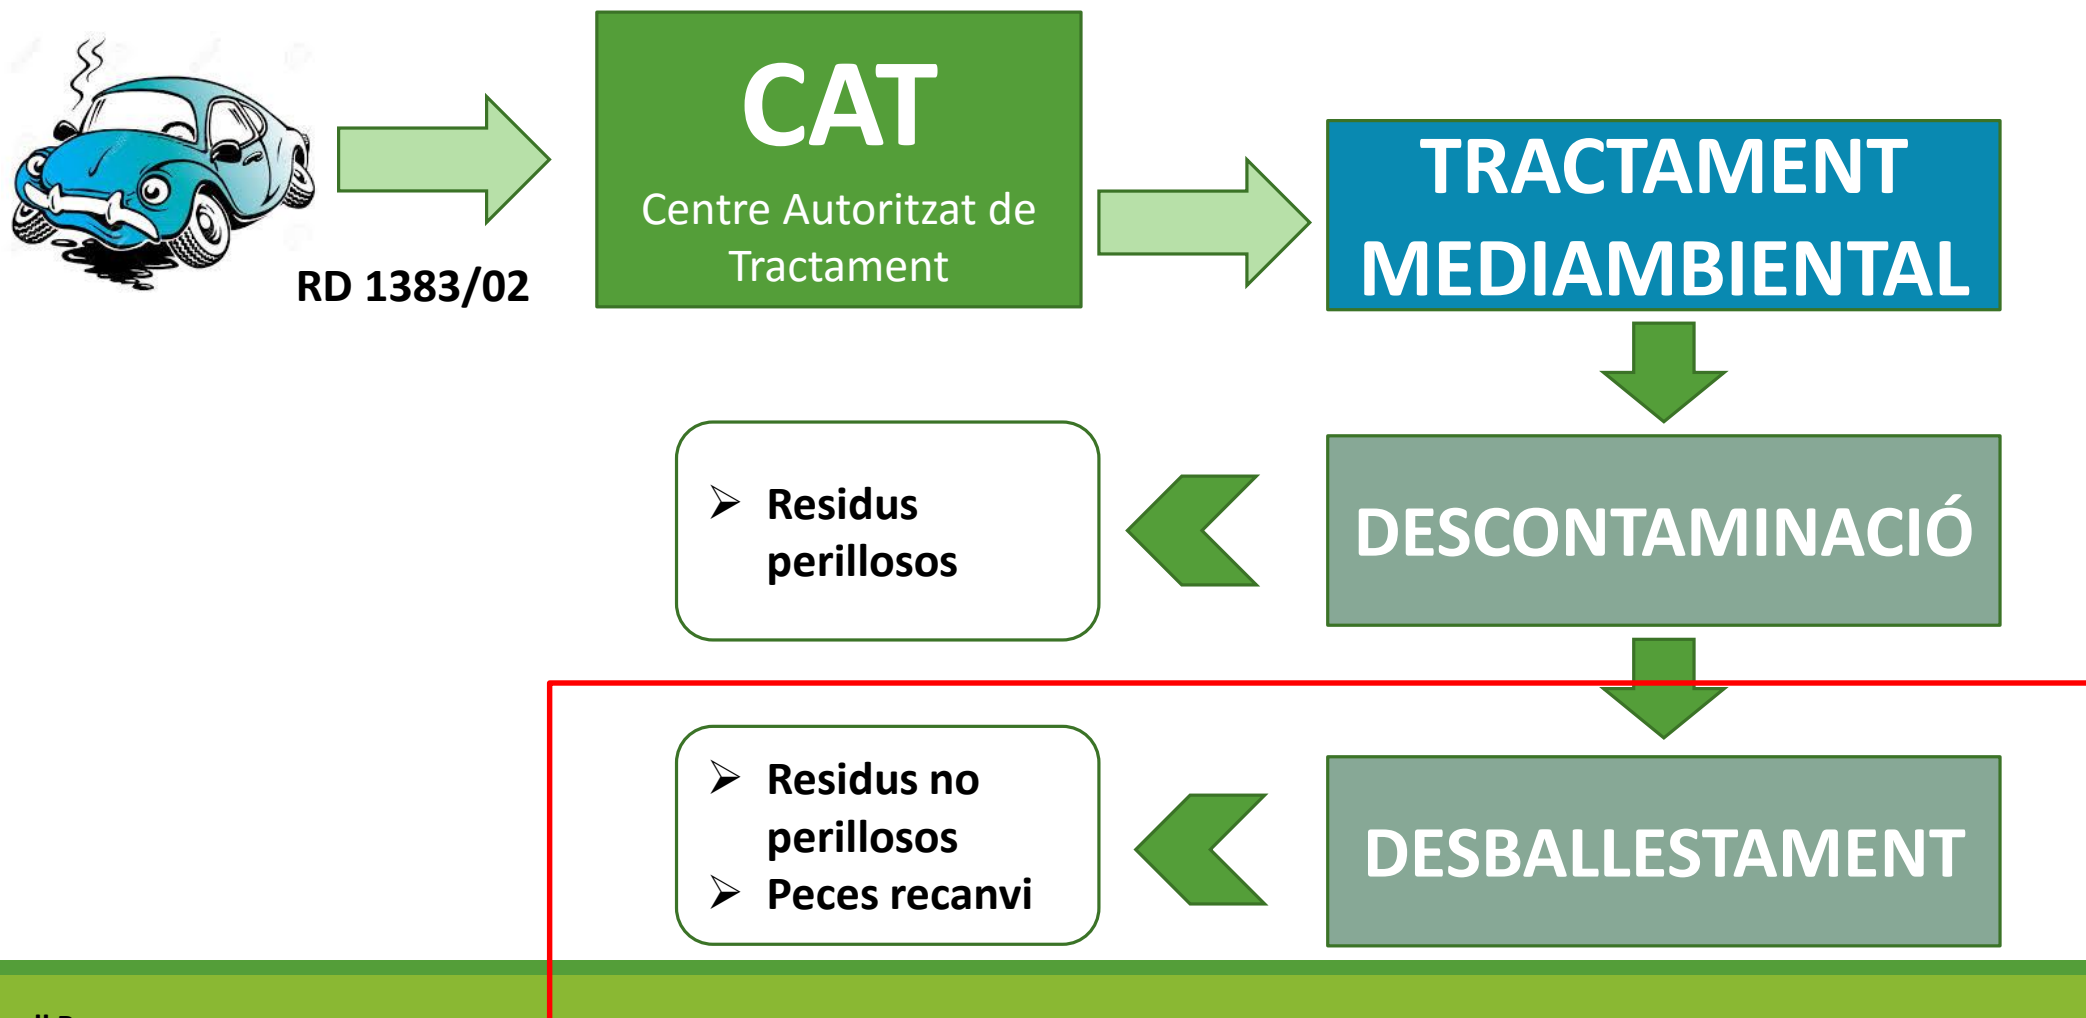 CAT
Centre Autoritzat de
Tractament
RD 1383/02
TRACTAMENT
MEDIAMBIENTAL
➢ Residus
perillosos
DESCONTAMINACIÓ
➢ Residus no
perillosos
➢ Peces recanvi
DESBALLESTAMENT